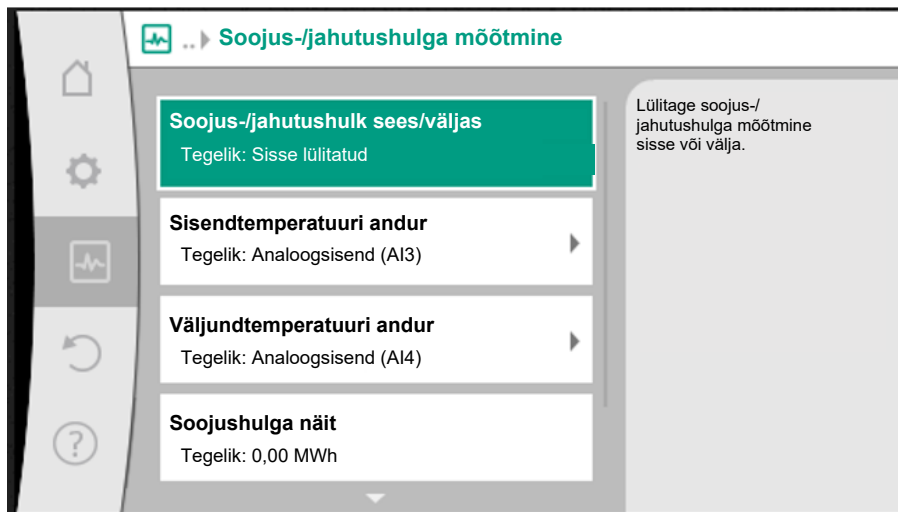 .. Soojus-/jahutushulga mõõtmine
Soojus-/jahutushulk sees/väljas
Tegelik: Sisse lülitatud
Sisendtemperatuuri andur
Tegelik: Analoogsisend (AI3)
Väljundtemperatuuri andur
Tegelik: Analoogsisend (AI4)
Soojushulga näit
Tegelik: 0,00 MWh
Lülitage soojus-/
jahutushulga mõõtmine
sisse või välja.
?